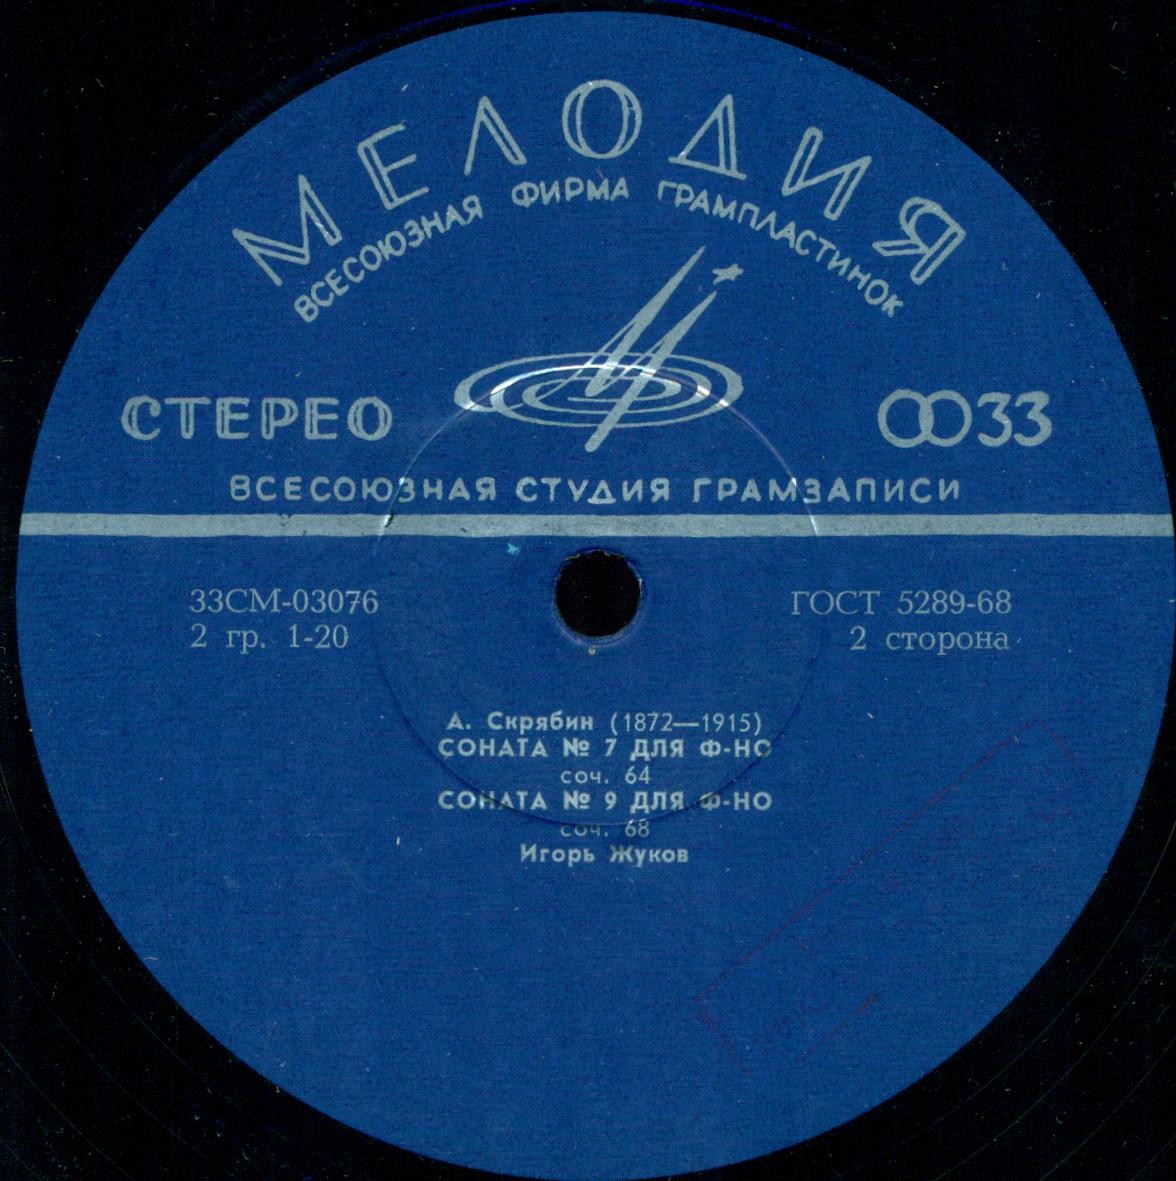 МЕЛОДИЯ
ВСЕСОЮЗНАЯ ФИРМА ГРАМПЛАСТИНОК
СТЕРЕО 33
ВСЕСОЮЗНАЯ СТУДИЯ ГРАМЗАПИСИ
33СМ-03076 ГОСТ 5289-68
2 гр. 1-20 2 сторона
А. Скрябин (1872—1915)
СОНАТА № 7 ДЛЯ Ф-НО
соч. 64
СОНАТА № 9 ДЛЯ Ф-НО
соч. 68
Игорь Жуков